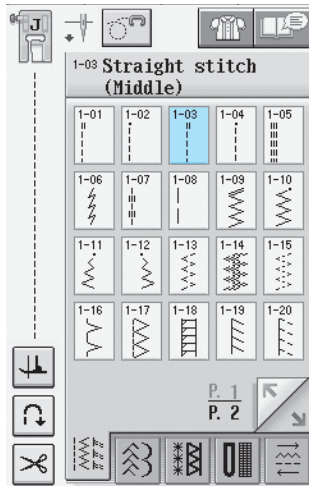 J
1-03 Straight stitch
(Middle)
1-01 1-02 1-03 1-04 1-05
1-06 1-07 1-08 1-09 1-10
1-11 1-12 1-13 1-14 1-15
1-16 1-17 1-18 1-19 1-20
P. 1
P. 2